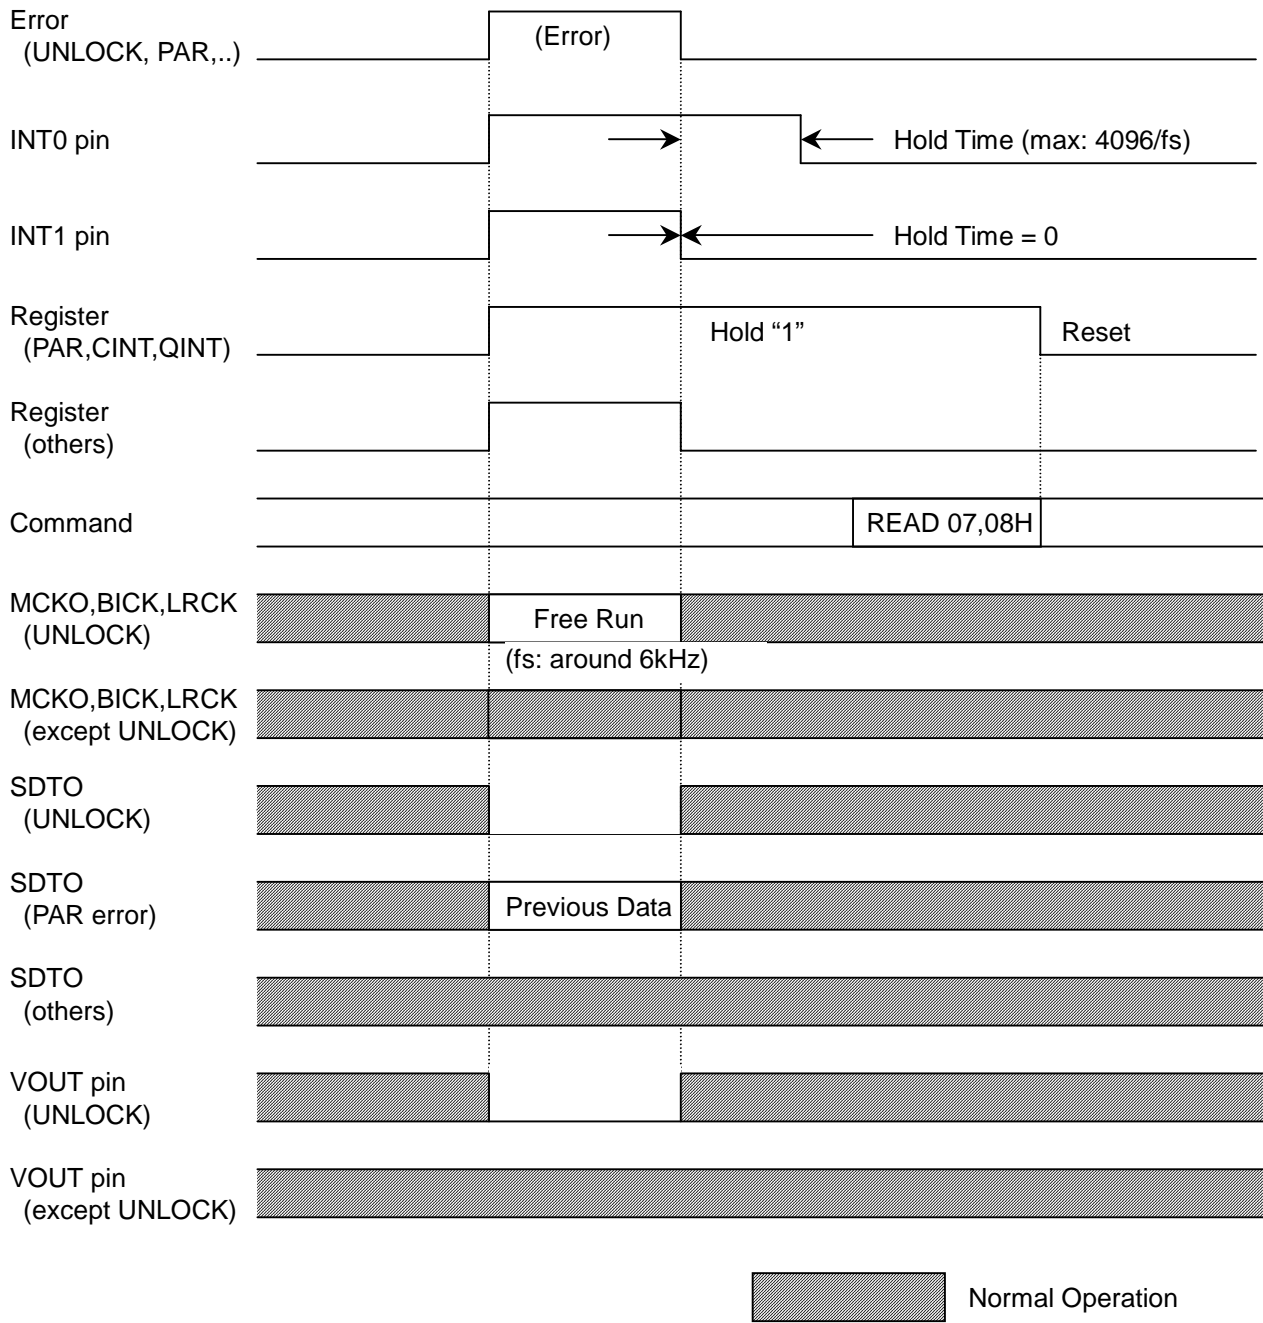 Error
(UNLOCK, PAR,..)
(Error)
INT0 pin
Hold Time (max: 4096/fs)
INT1 pin
Hold Time = 0
Register
(PAR,CINT,QINT)
Hold “1”
Reset
Register
(others)
Command
READ 07,08H
MCKO,BICK,LRCK
(UNLOCK)
Free Run
(fs: around 6kHz)
MCKO,BICK,LRCK
(except UNLOCK)
SDTO
(UNLOCK)
SDTO
(PAR error)
Previous Data
SDTO
(others)
VOUT pin
(UNLOCK)
VOUT pin
(except UNLOCK)
Normal Operation